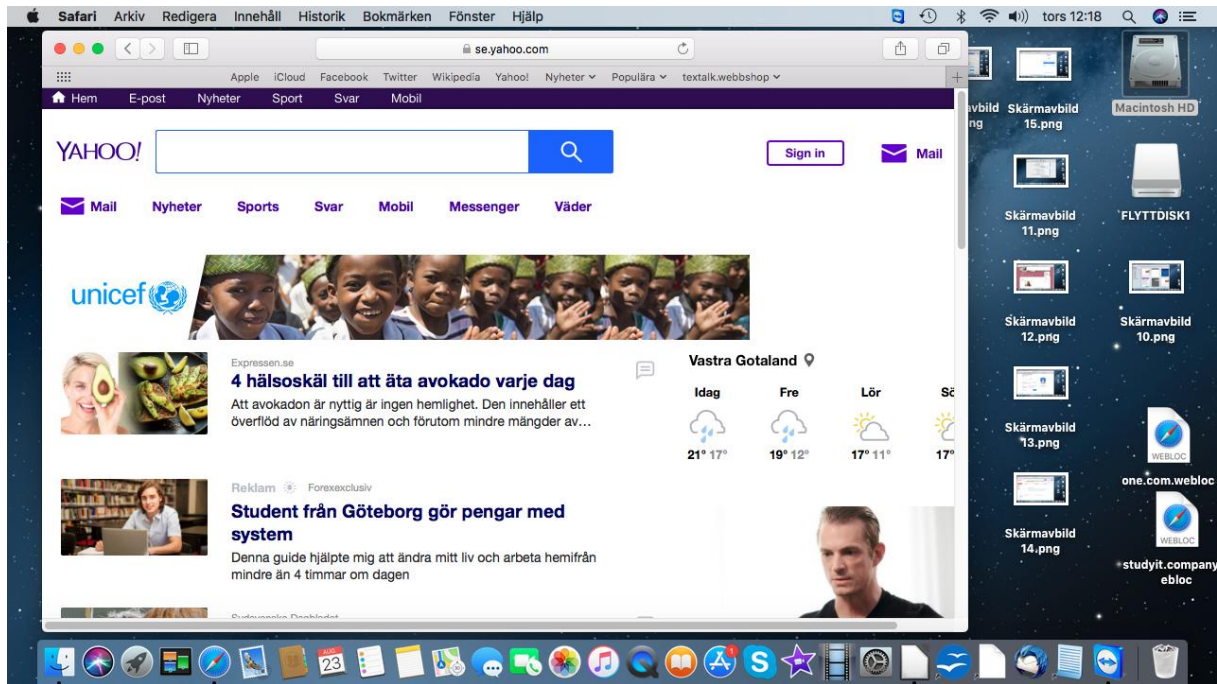 Safari Arkiv Redigera Innehåll Historik Bokmärken Fönster Hjälp tors 12:18
se.yahoo.com
Apple iCloud Facebook Twitter Wikipedia Yahoo! Nyheter Populära textalk.webbshop
Hem E-post Nyheter Sport Svar Mobil
YAHOO! Sign in Mail
Mail Nyheter Sports Svar Mobil Messenger Väder
unicef
Expressen.se
4 hälsoskäl till att äta avokado varje dag
Att avokadon är nyttig är ingen hemlighet. Den innehåller ett
överflöd av näringsämnen och förutom mindre mängder av...
Vastra Gotaland
Idag Fre Lör Sö
21° 17° 19° 12° 17° 11° 17°
Reklam Forexexclusiv
Student från Göteborg gör pengar med
system
Denna guide hjälpte mig att ändra mitt liv och arbeta hemifrån
mindre än 4 timmar om dagen
avbild
ng
Skärmavbild
15.png
Macintosh HD
Skärmavbild
11.png
FLYTTDISK1
Skärmavbild
12.png
Skärmavbild
10.png
Skärmavbild
13.png
WEBLOC
one.com.webloc
Skärmavbild
14.png
WEBLOC
studyit.company
ebloc
AUG.
23
1